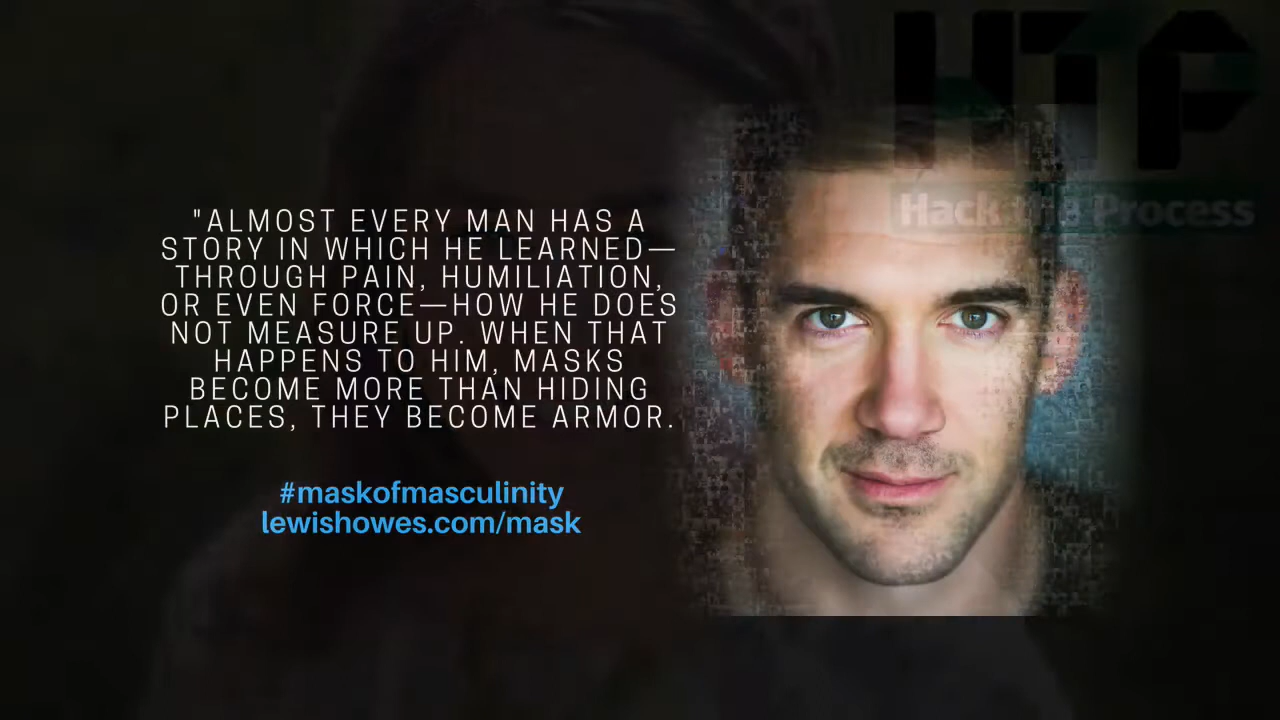 "ALMOST EVERY MAN HAS A
STORY IN WHICH HE LEARNED—
THROUGH PAIN, HUMILIATION,
OR EVEN FORCE—HOW HE DOES
NOT MEASURE UP. WHEN THAT
HAPPENS TO HIM, MASKS
BECOME MORE THAN HIDING
PLACES, THEY BECOME ARMOR.
#maskofmasculinity
lewishowes.com/mask
HTP
Hack the Process